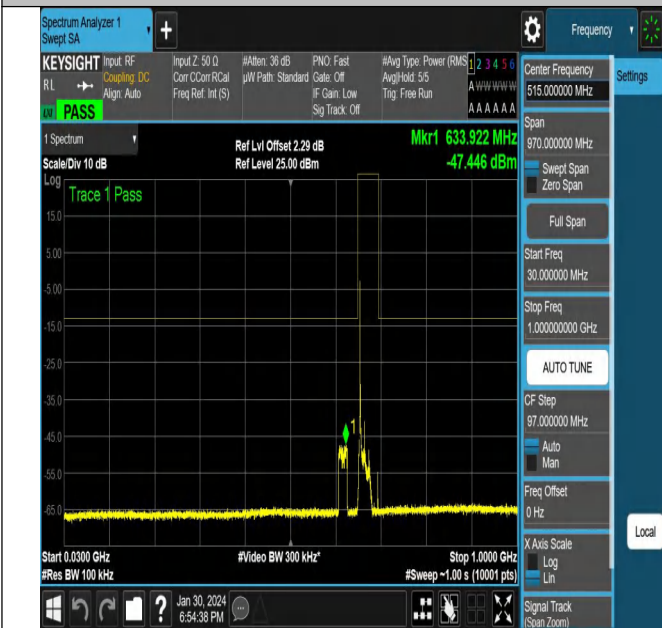 Spectrum Analyzer 1
Swept SA
Frequency
KEYSIGHT
RL
PASS
Input: RF
Coupling: DC
Align: Auto
Input Z: 50 Ω
Corr CCorr RCal
Freq Ref: Int (S)
#Atten: 36 dB
µW Path: Standard
PNO: Fast
Gate: Off
IF Gain: Low
Sig Track: Off
#Avg Type: Power (RMS
Avg|Hold: 5/5
Trig: Free Run
1 2 3 4 5 6
A W W W W W
A A A A A A
1 Spectrum
Scale/Div 10 dB
Ref Lvl Offset 2.29 dB
Ref Level 25.00 dBm
Mkr1 633.922 MHz
-47.446 dBm
Log
Trace 1 Pass
15.0
5.00
-5.00
-15.0
-25.0
-35.0
-45.0
-55.0
-65.0
1
Start 0.0300 GHz
#Res BW 100 kHz
#Video BW 300 kHz*
Stop 1.0000 GHz
#Sweep ~1.00 s (10001 pts)
Jan 30, 2024
6:54:38 PM
Center Frequency
515.000000 MHz
Settings
Span
970.000000 MHz
Swept Span
Zero Span
Full Span
Start Freq
30.000000 MHz
Stop Freq
1.000000000 GHz
AUTO TUNE
CF Step
97.000000 MHz
Auto
Man
Freq Offset
0 Hz
Local
X Axis Scale
Log
Lin
Signal Track
(Span Zoom)